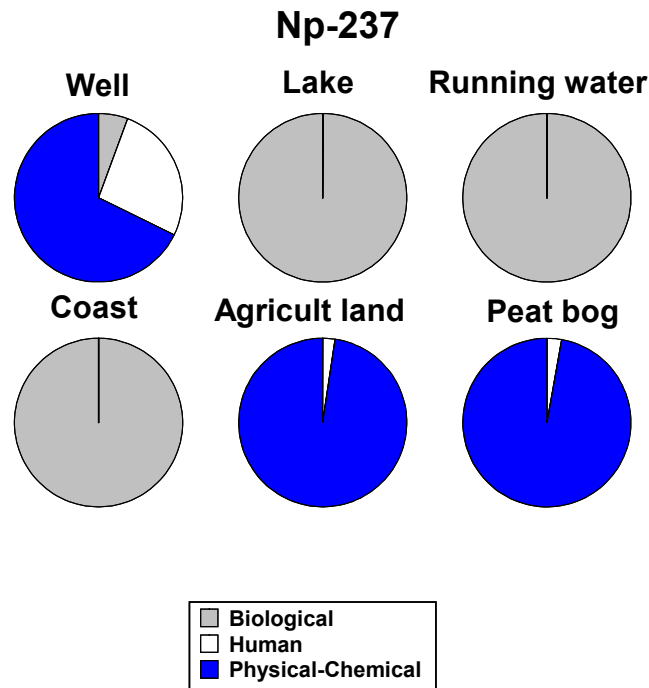 Np-237
Well
Lake
Running water
Coast
Agricult land
Peat bog
Biological
Human
Physical-Chemical